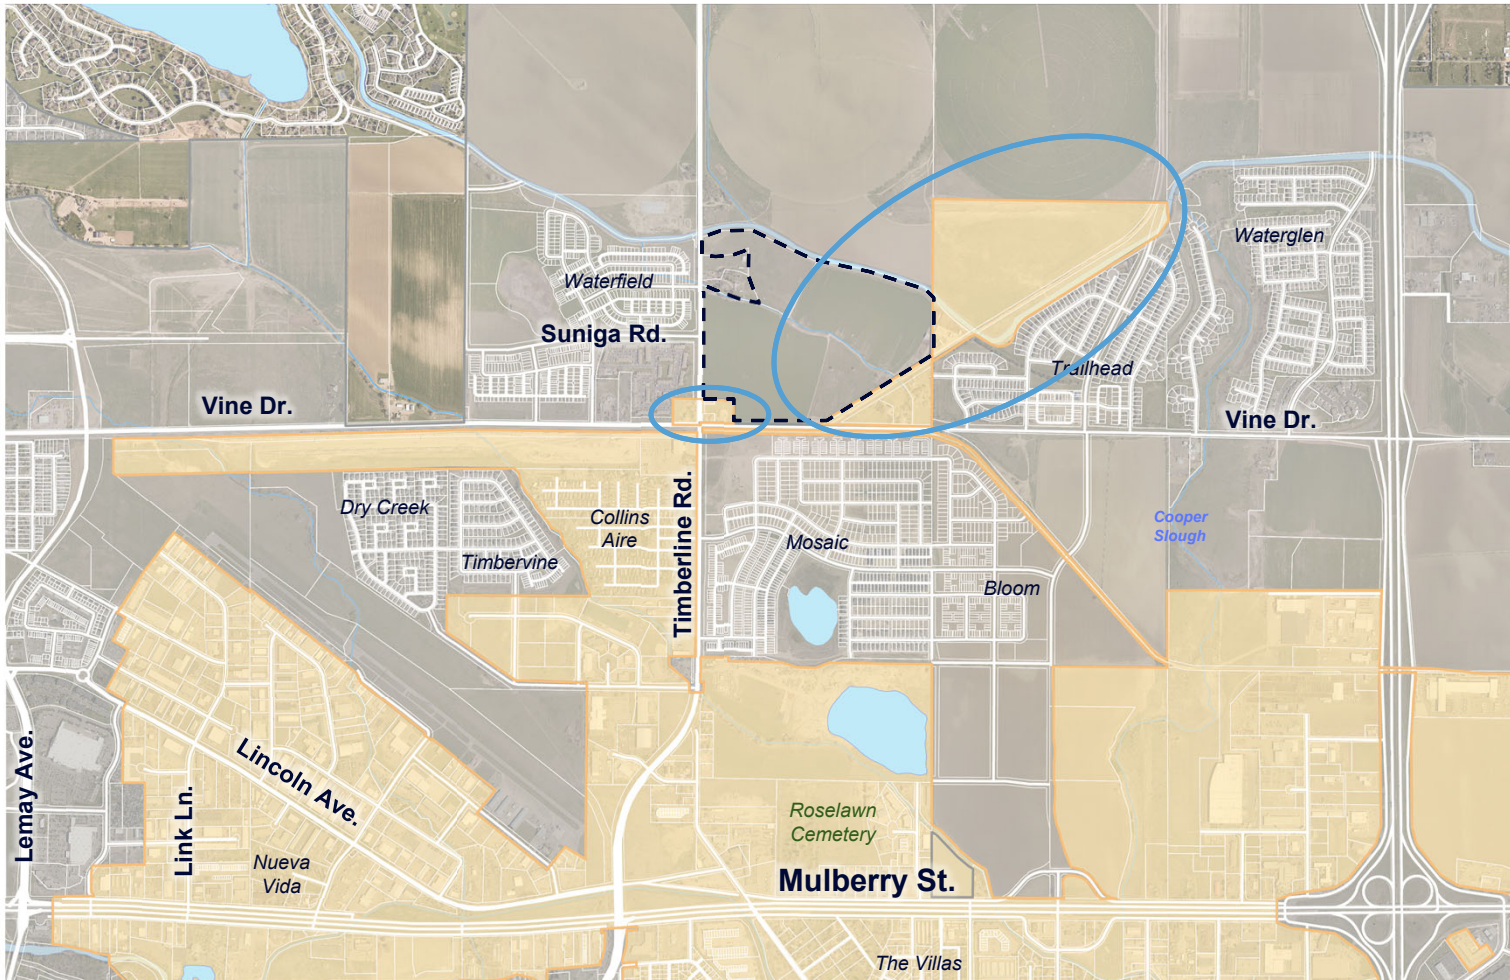 Waterglen
Waterfield
Suniga Rd.
Trailhead
Vine Dr.
Vine Dr.
Dry Creek
Collins
Aire
Timbervine
Timberline Rd.
Mosaic
Cooper
Slough
Bloom
Lemay Ave.
Link Ln.
Lincoln Ave.
Nueva
Vida
Roselawn
Cemetery
Mulberry St.
The Villas